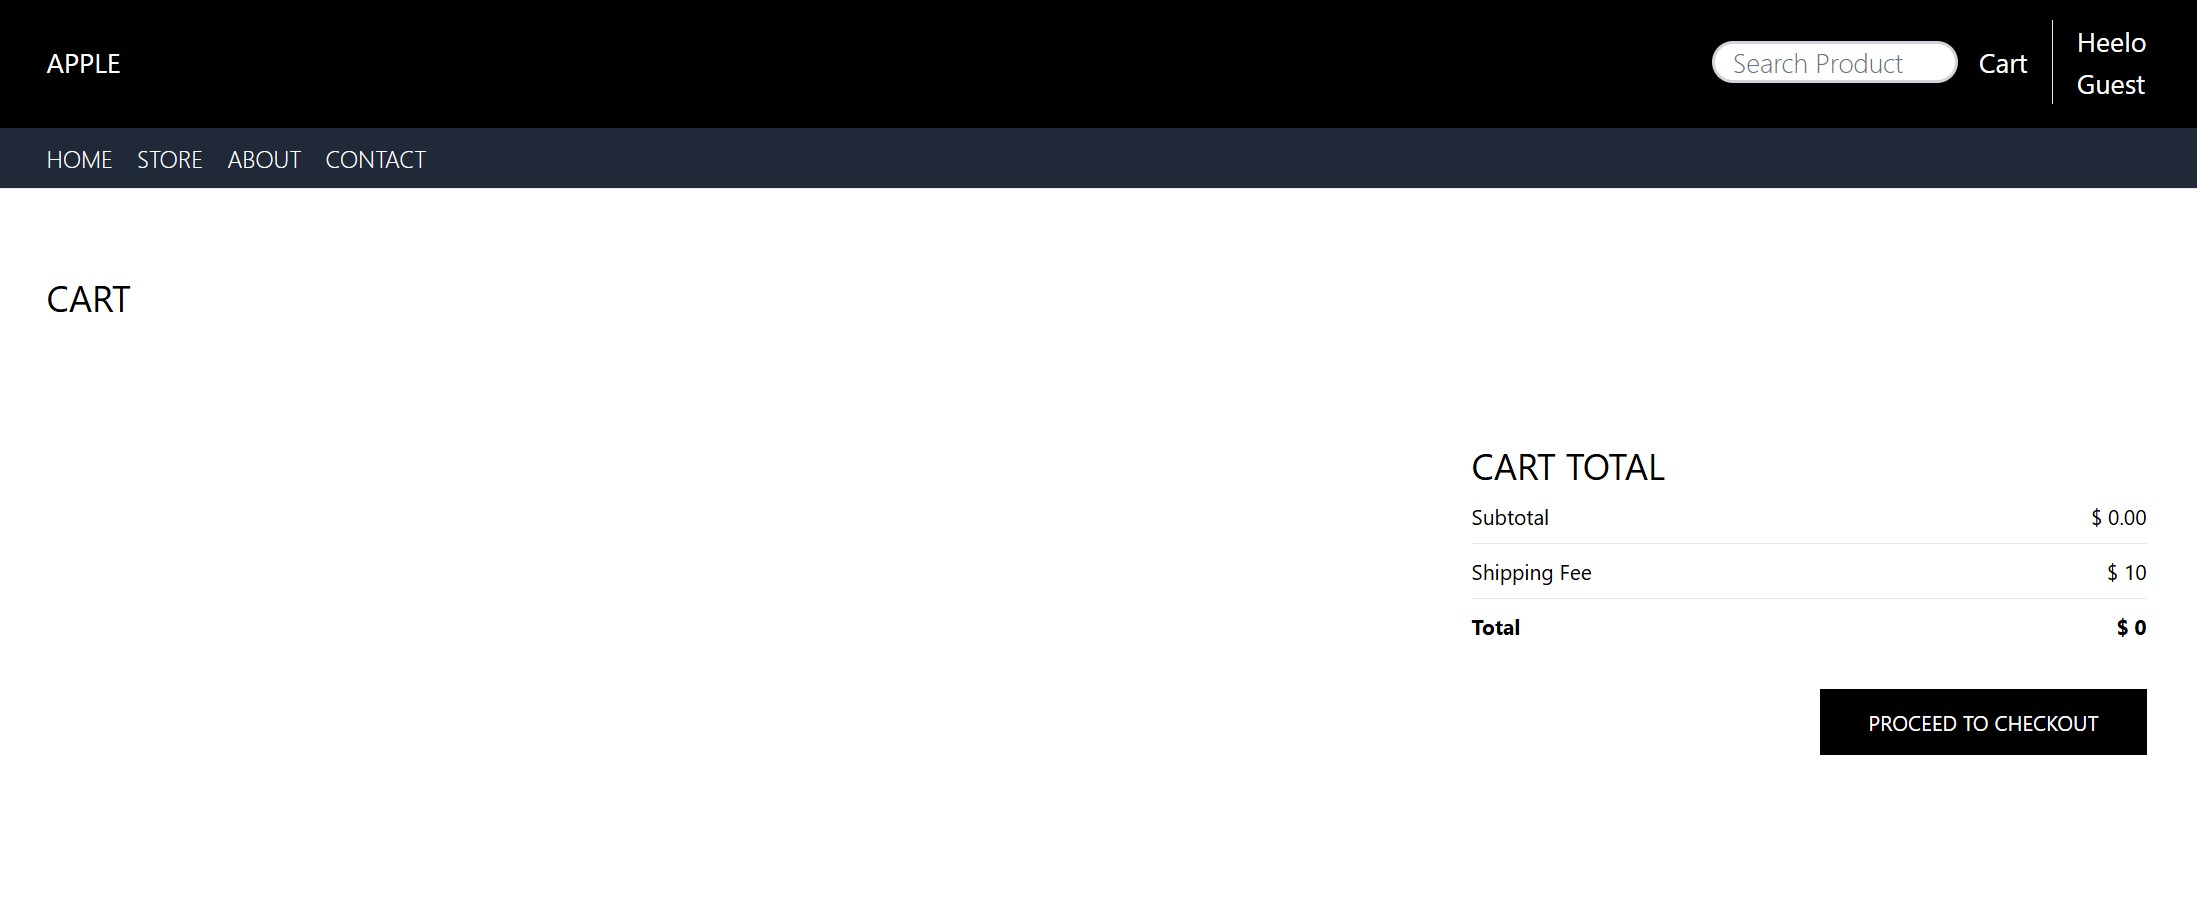 APPLE
Search Product
Cart
Heelo
Guest
HOME STORE ABOUT CONTACT
CART
CART TOTAL
Subtotal $ 0.00
Shipping Fee $ 10
Total $ 0
PROCEED TO CHECKOUT